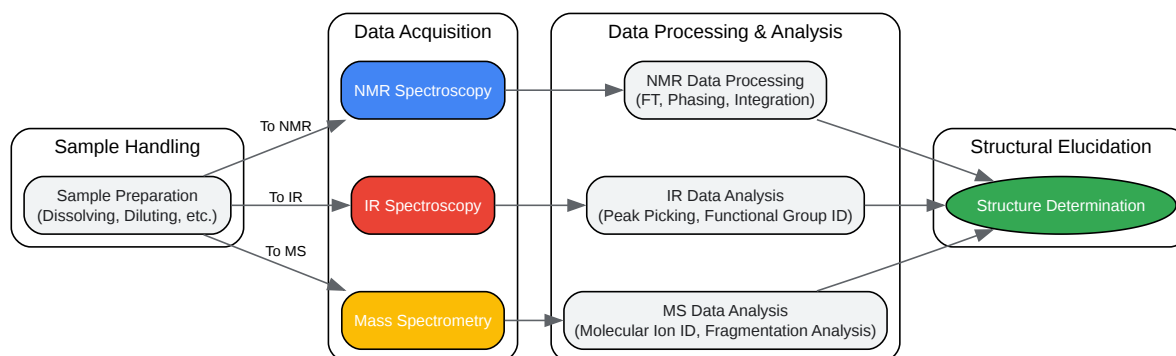 Sample Handling
Sample Preparation
(Dissolving, Diluting, etc.)
To NMR
To IR
To MS
Data Acquisition
NMR Spectroscopy
IR Spectroscopy
Mass Spectrometry
Data Processing & Analysis
NMR Data Processing
(FT, Phasing, Integration)
IR Data Analysis
(Peak Picking, Functional Group ID)
MS Data Analysis
(Molecular Ion ID, Fragmentation Analysis)
Structural Elucidation
Structure Determination